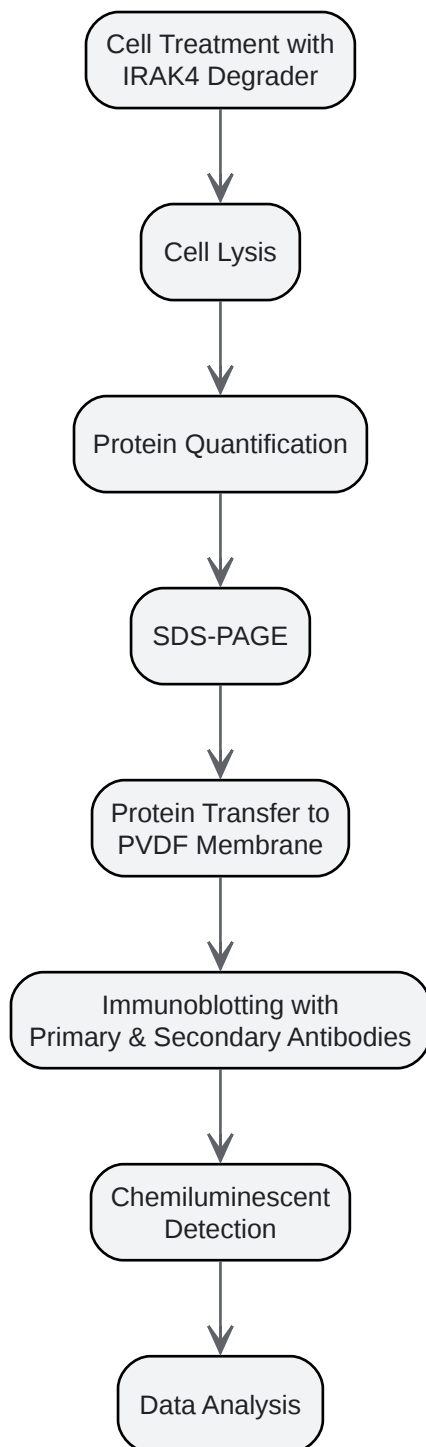 Cell Treatment with
IRAK4 Degrader
Cell Lysis
Protein Quantification
SDS-PAGE
Protein Transfer to
PVDF Membrane
Immunoblotting with
Primary & Secondary Antibodies
Chemiluminescent
Detection
Data Analysis